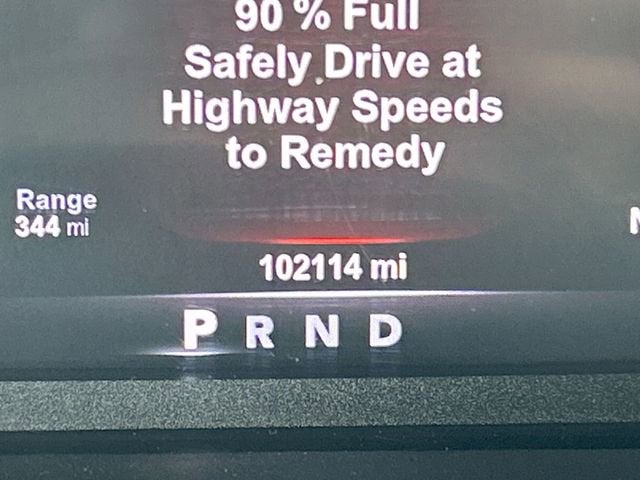 90 % Full
Safely Drive at
Highway Speeds
to Remedy
Range
344 mi
102114 mi
P R N D